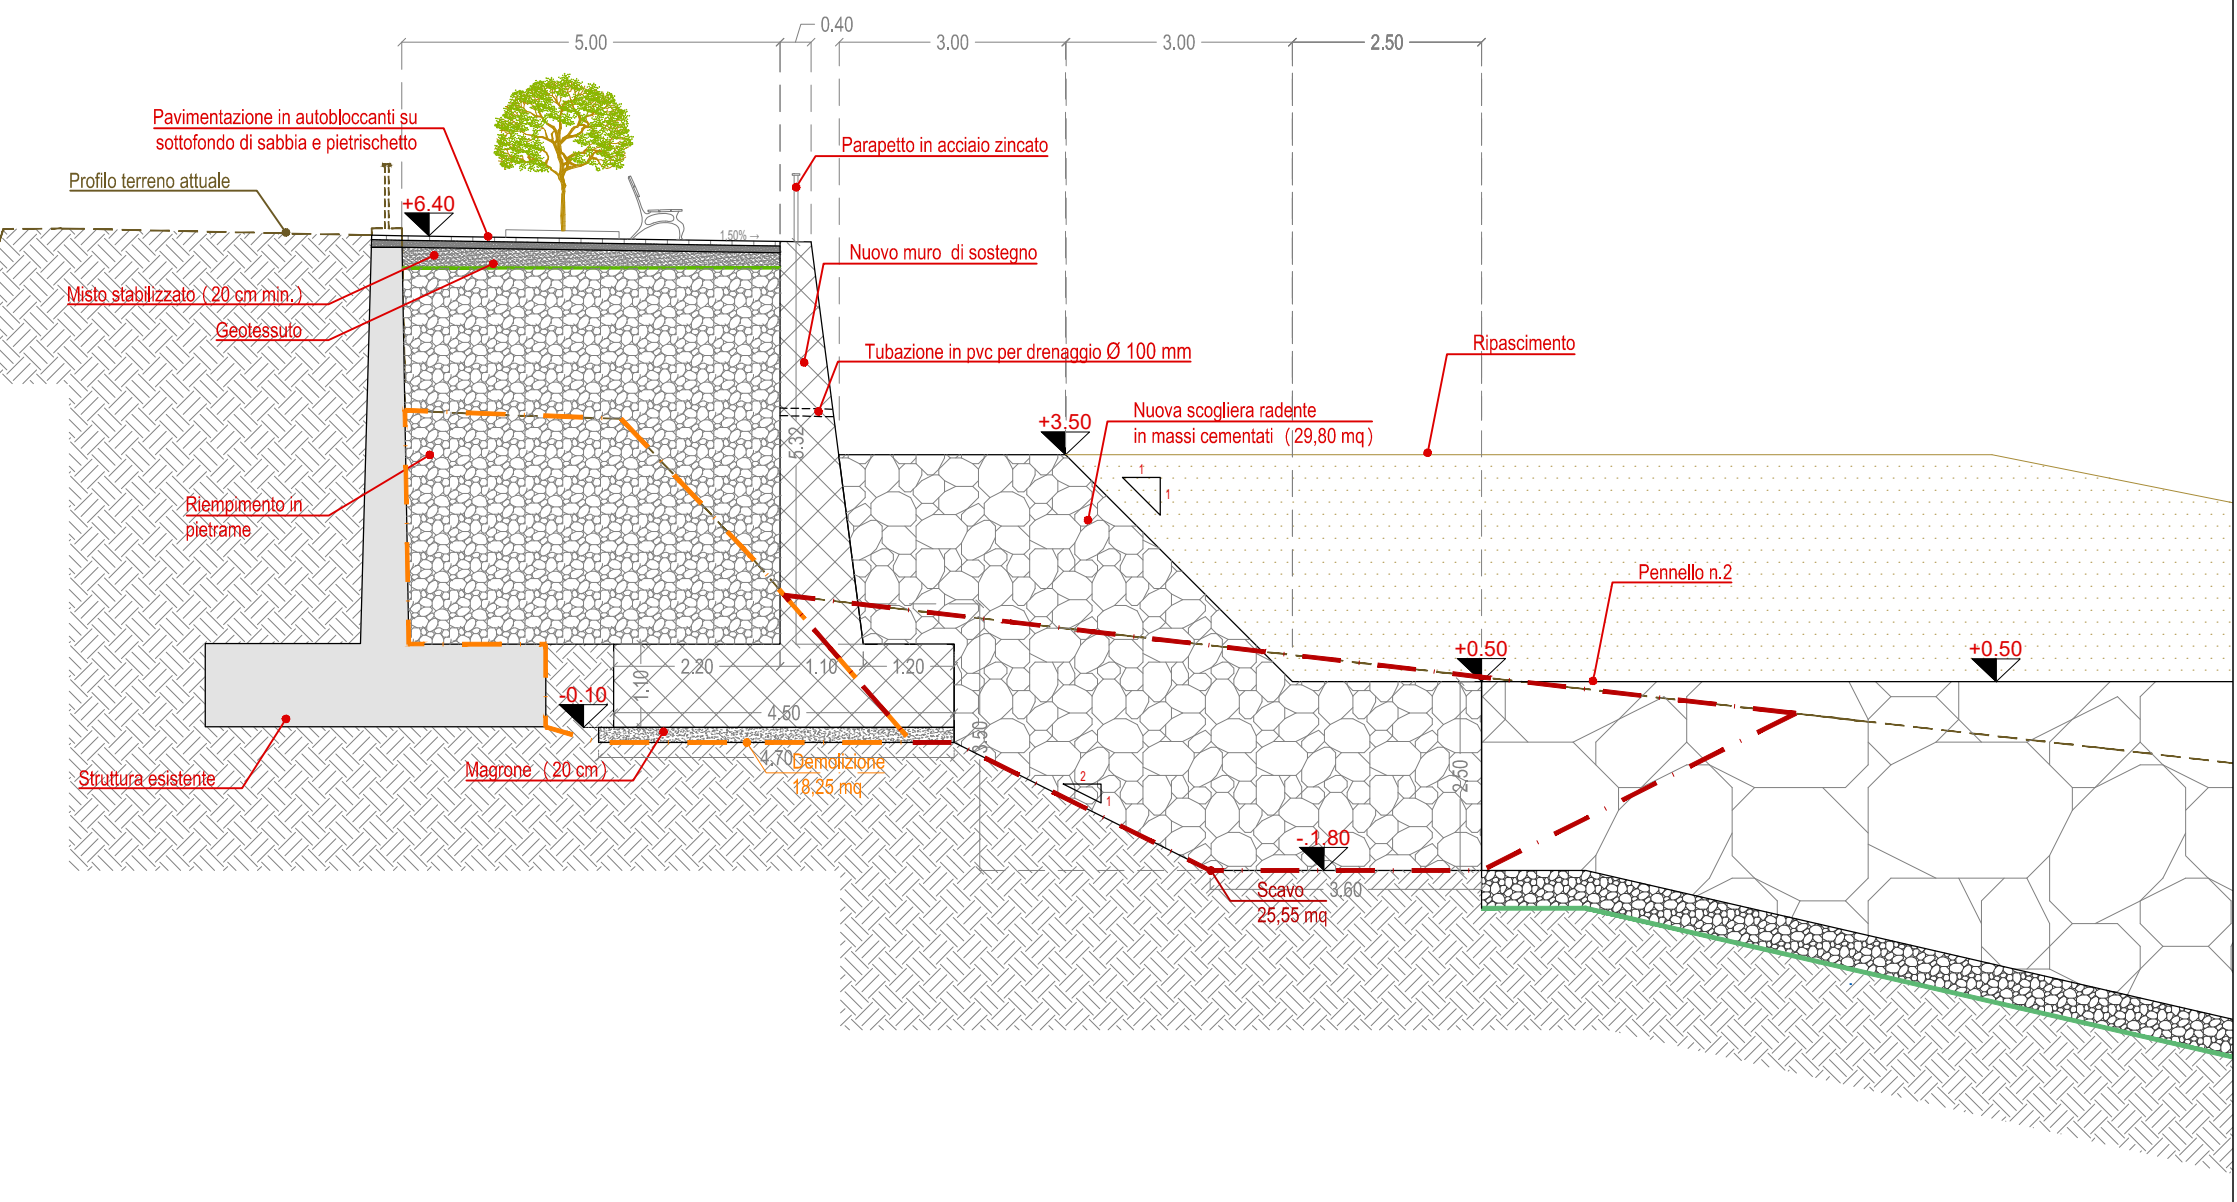 0.40
5.00
3.00
3.00
2.50
Pavimentazione in autobloccanti su
sottofondo di sabbia e pietrischetto
Parapetto in acciaio zincato
Profilo terreno attuale
+6.40
1.50% →
Nuovo muro di sostegno
Misto stabilizzato ( 20 cm min.)
Geotessuto
Tubazione in pvc per drenaggio Ø 100 mm
Ripascimento
+3.50
Nuova scogliera radente
in massi cementati (29,80 mq)
5.32
1
1
Riempimento in
pietrame
Pennello n.2
+0.50
+0.50
2.20
1.10
1.20
1.10
-0.10
4.50
3.50
4.70
Demolizione
18,25 mq
Magrone (20 cm)
Struttura esistente
2
1
2.50
-.1.80
3.60
Scavo
25,55 mq